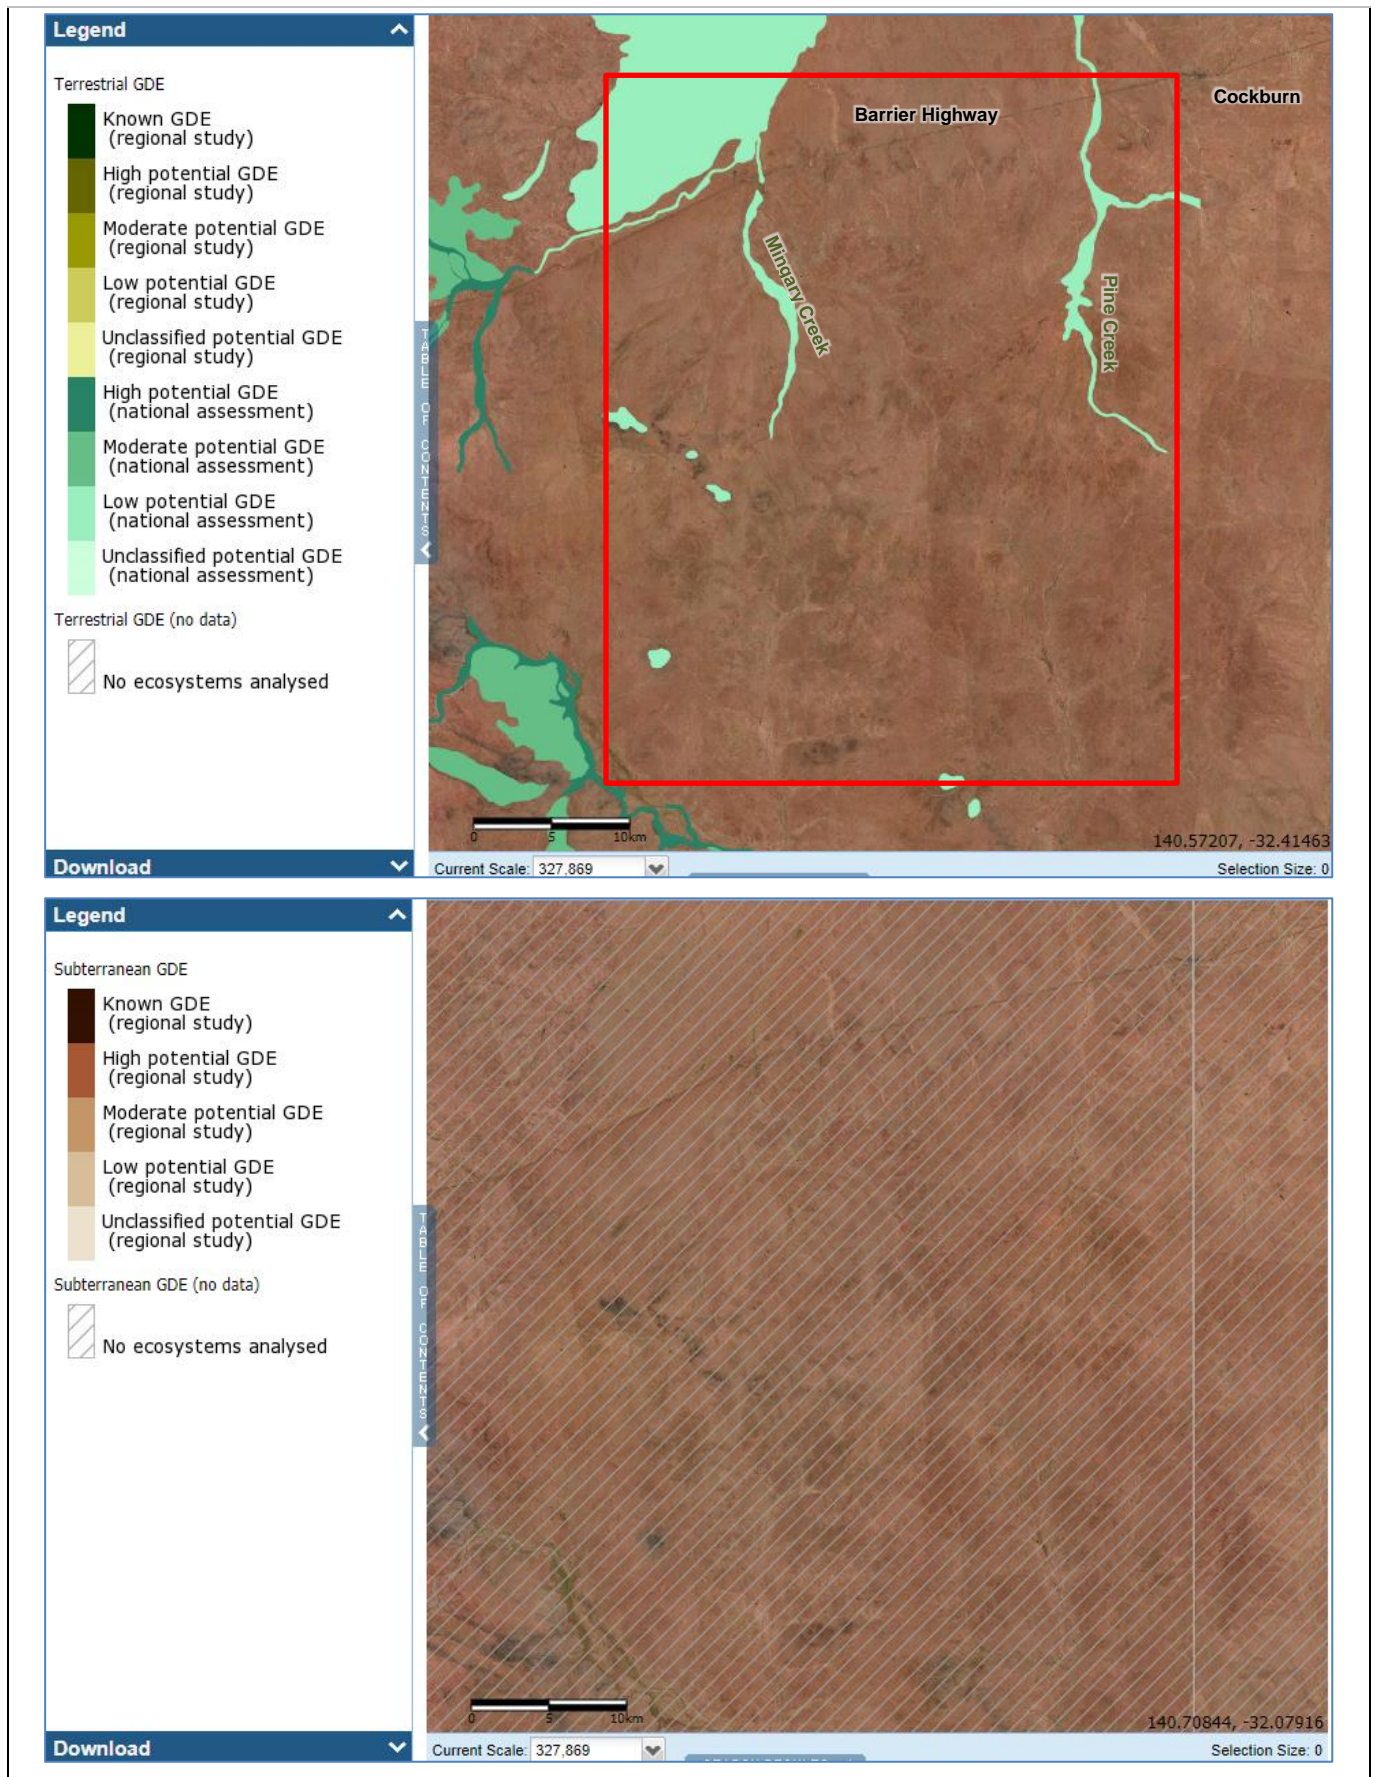 Legend
Terrestrial GDE
Known GDE
(regional study)
High potential GDE
(regional study)
Moderate potential GDE
(regional study)
Low potential GDE
(regional study)
Unclassified potential GDE
(regional study)
High potential GDE
(national assessment)
Moderate potential GDE
(national assessment)
Low potential GDE
(national assessment)
Unclassified potential GDE
(national assessment)
Terrestrial GDE (no data)
No ecosystems analysed
Download
TABLE OF CONTENTS
Barrier Highway
Cockburn
Mingary Creek
Pine Creek
0 5 10km
140.57207, -32.41463
Current Scale: 327,869
Selection Size: 0
Legend
Subterranean GDE
Known GDE
(regional study)
High potential GDE
(regional study)
Moderate potential GDE
(regional study)
Low potential GDE
(regional study)
Unclassified potential GDE
(regional study)
Subterranean GDE (no data)
No ecosystems analysed
Download
TABLE OF CONTENTS
0 5 10km
140.70844, -32.07916
Current Scale: 327,869
Selection Size: 0